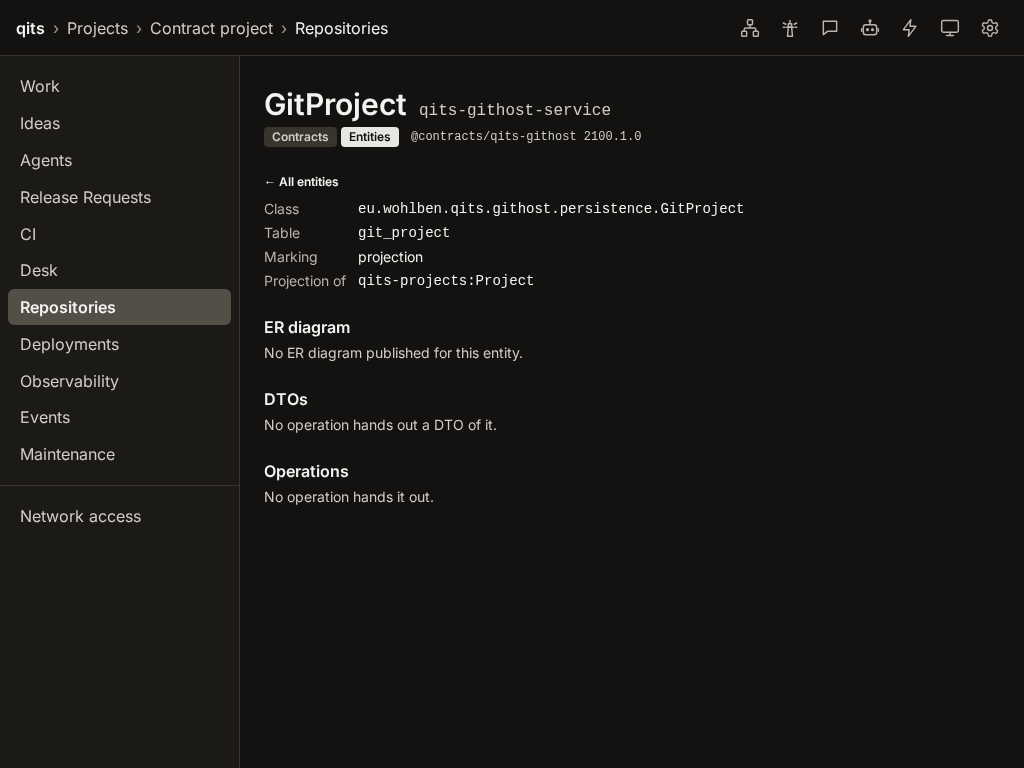 qits › Projects › Contract project › Repositories
Work
Ideas
Agents
Release Requests
CI
Desk
Repositories
Deployments
Observability
Events
Maintenance
Network access
GitProject qits-githost-service
Contracts Entities @contracts/qits-githost 2100.1.0
← All entities
Class eu.wohlben.qits.githost.persistence.GitProject
Table git_project
Marking projection
Projection of qits-projects:Project
ER diagram
No ER diagram published for this entity.
DTOs
No operation hands out a DTO of it.
Operations
No operation hands it out.